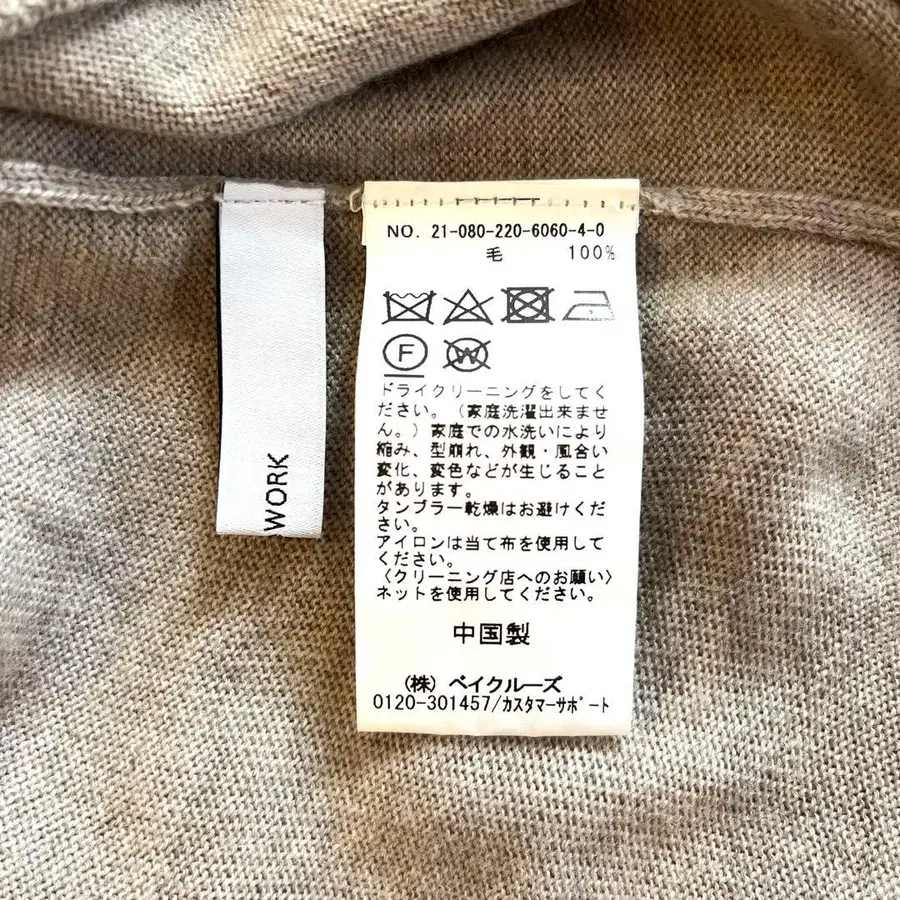 WORK
NO. 21-080-220-6060-4-0
毛 100%
F
W
ドライクリーニングをしてく
ださい。（家庭洗濯出来ませ
ん。）家庭での水洗いにより
縮み、型崩れ、外観・風合い
変化、変色などが生じること
があります。
タンブラー乾燥はお避けくだ
さい。
アイロンは当て布を使用して
ください。
〈クリーニング店へのお願い〉
ネットを使用してください。
中国製
（株）ベイクルーズ
0120-301457/ｶｽﾀﾏｰｻﾎﾟｰﾄ